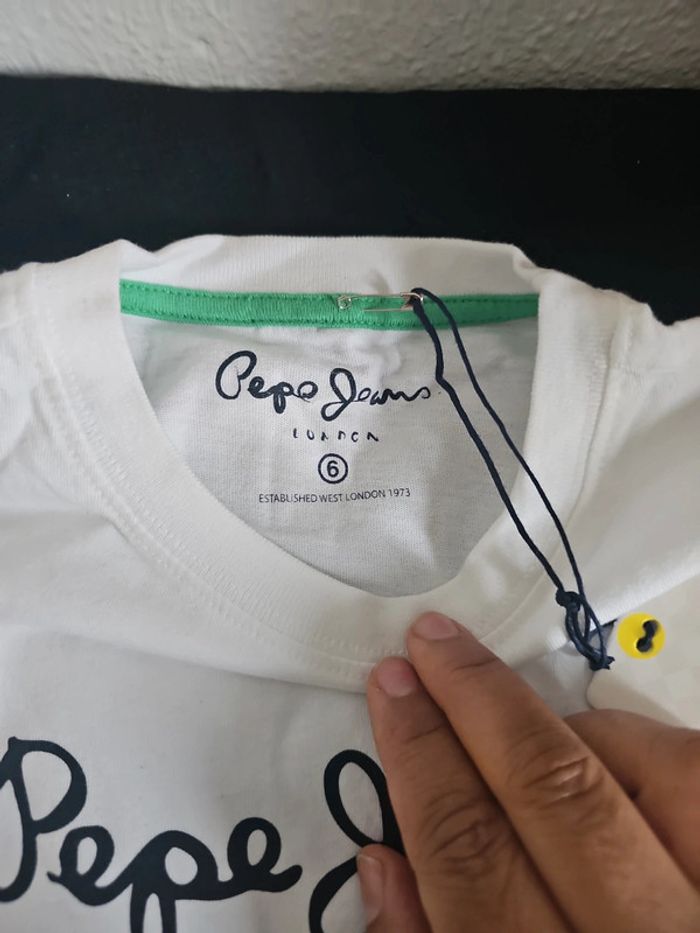 Pepe Jeans
LONDON
6
ESTABLISHED WEST LONDON 1973
Pepe J